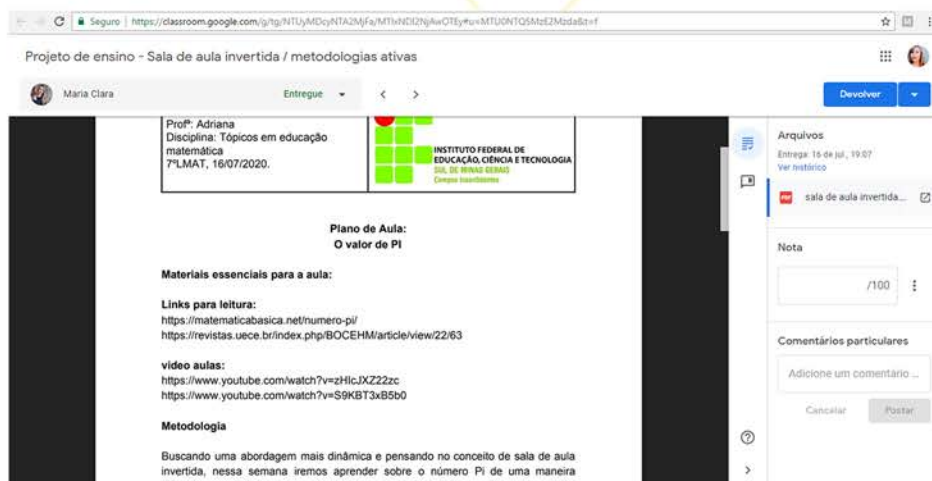 Seguro | https://classroom.google.com/g/tg/
Projeto de ensino - Sala de aula invertida / metodologias ativas
Maria Clara
Entregue
Devolver
Profª: Adriana
Disciplina: Tópicos em educação
matemática
7ºLMAT, 16/07/2020.
INSTITUTO FEDERAL DE
EDUCAÇÃO, CIÊNCIA E TECNOLOGIA
SUL DE MINAS GERAIS
Campus Inconfidentes
Plano de Aula:
O valor de PI
Materiais essenciais para a aula:
Links para leitura:
https://matematicabasica.net/numero-pi/
https://revistas.uece.br/index.php/BOCEHM/article/view/22/63
video aulas:
https://www.youtube.com/watch?v=zHIcJXZ22zc
https://www.youtube.com/watch?v=S9KBT3xB5b0
Metodologia
Buscando uma abordagem mais dinâmica e pensando no conceito de sala de aula
invertida, nessa semana iremos aprender sobre o número Pi de uma maneira
Arquivos
Entrega: 16 de jul., 19:07
Ver histórico
PDF
sala de aula invertida...
Nota
/100
Comentários particulares
Adicione um comentário ...
Cancelar
Postar